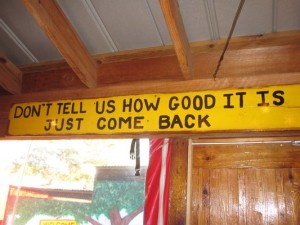 DON'T TELL US HOW GOOD IT IS
JUST COME BACK